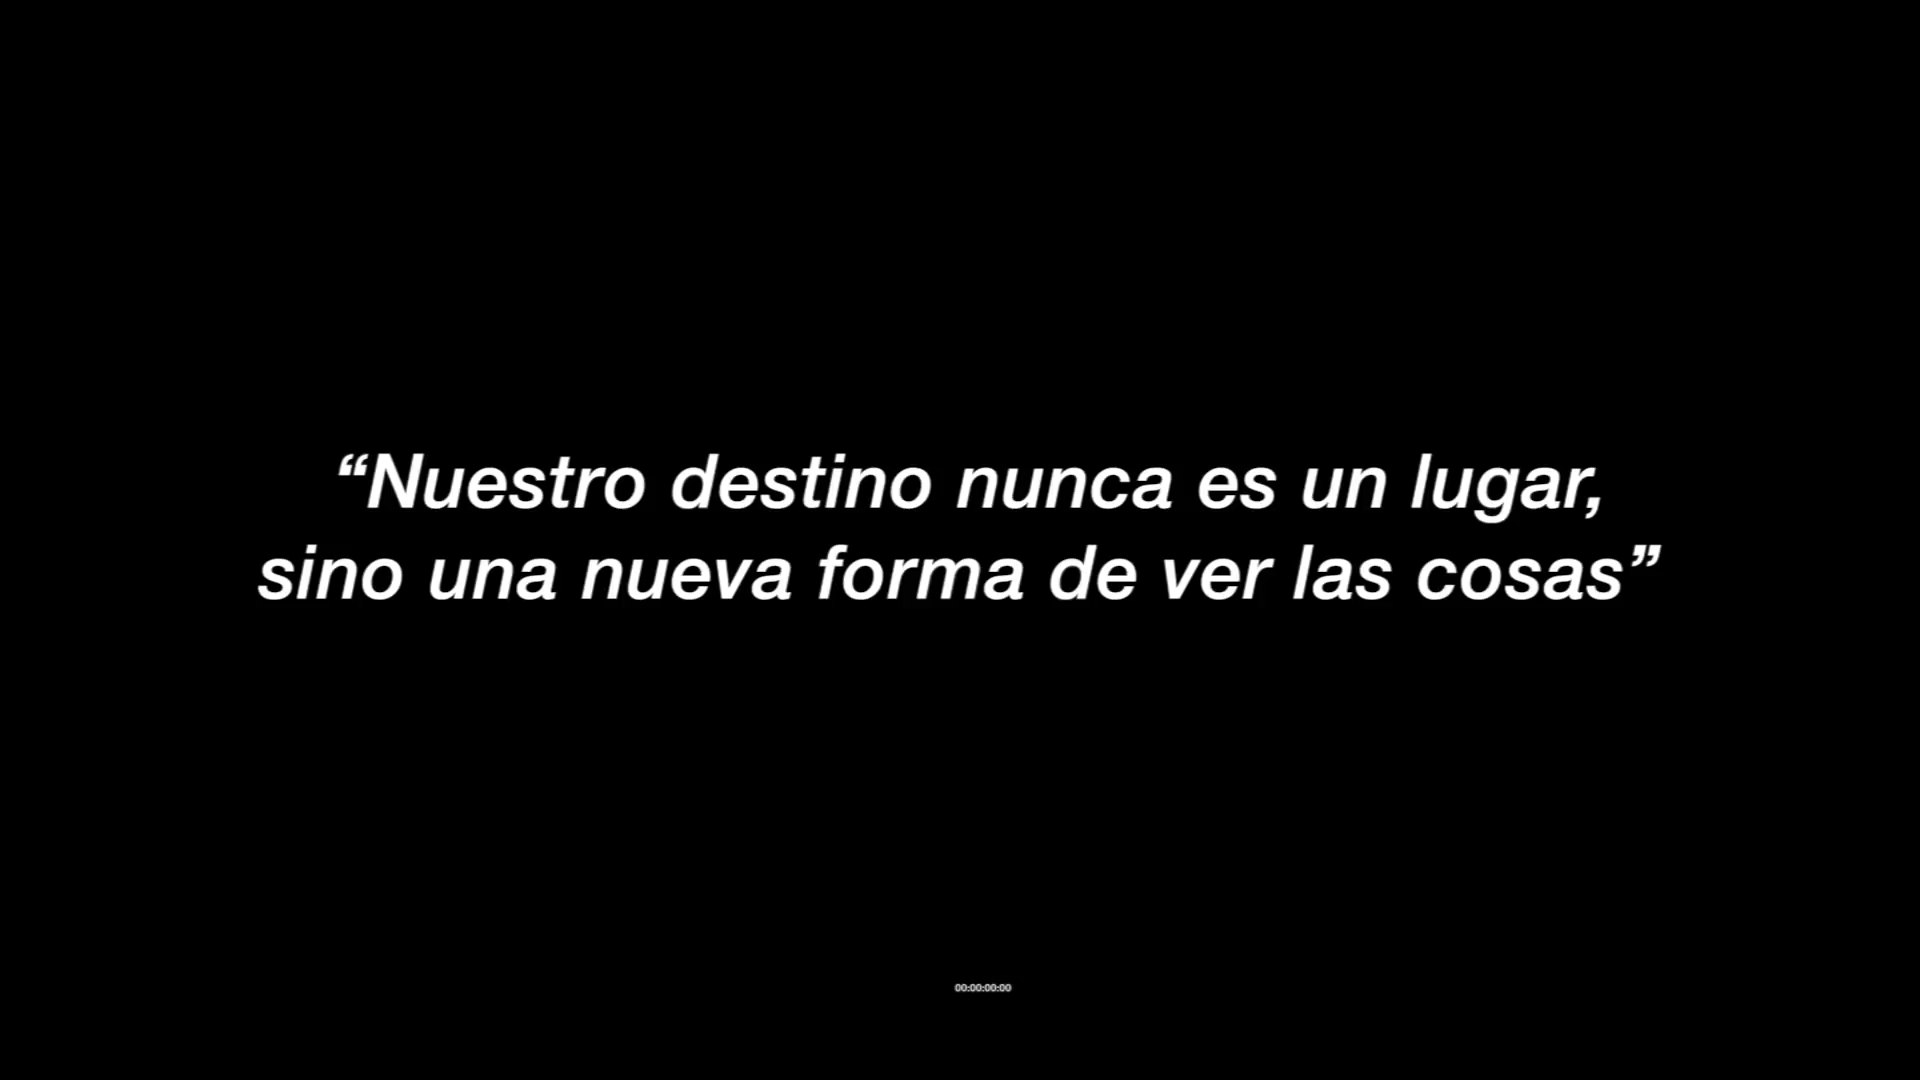 “Nuestro destino nunca es un lugar,
sino una nueva forma de ver las cosas”
00:00:00:00